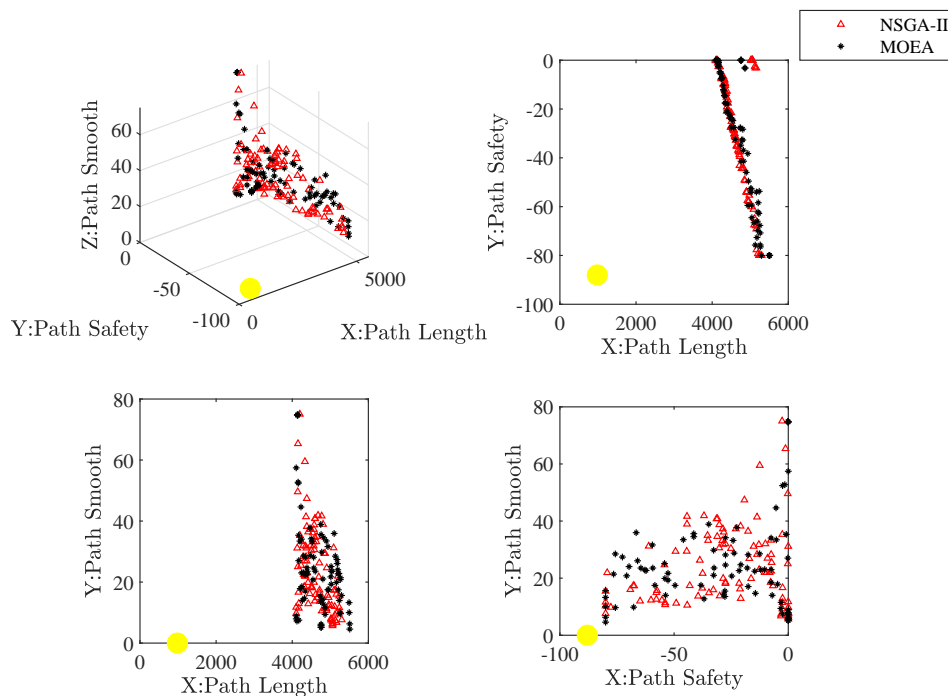 NSGA-II
MOEA
Z:Path Smooth
60
40
20
0
0
-50
-100
0
5000
Y:Path Safety
X:Path Length
Y:Path Safety
0
-20
-40
-60
-80
-100
0 2000 4000 6000
X:Path Length
Y:Path Smooth
80
60
40
20
0
0 2000 4000 6000
X:Path Length
Y:Path Smooth
80
60
40
20
0
-100 -50 0
X:Path Safety